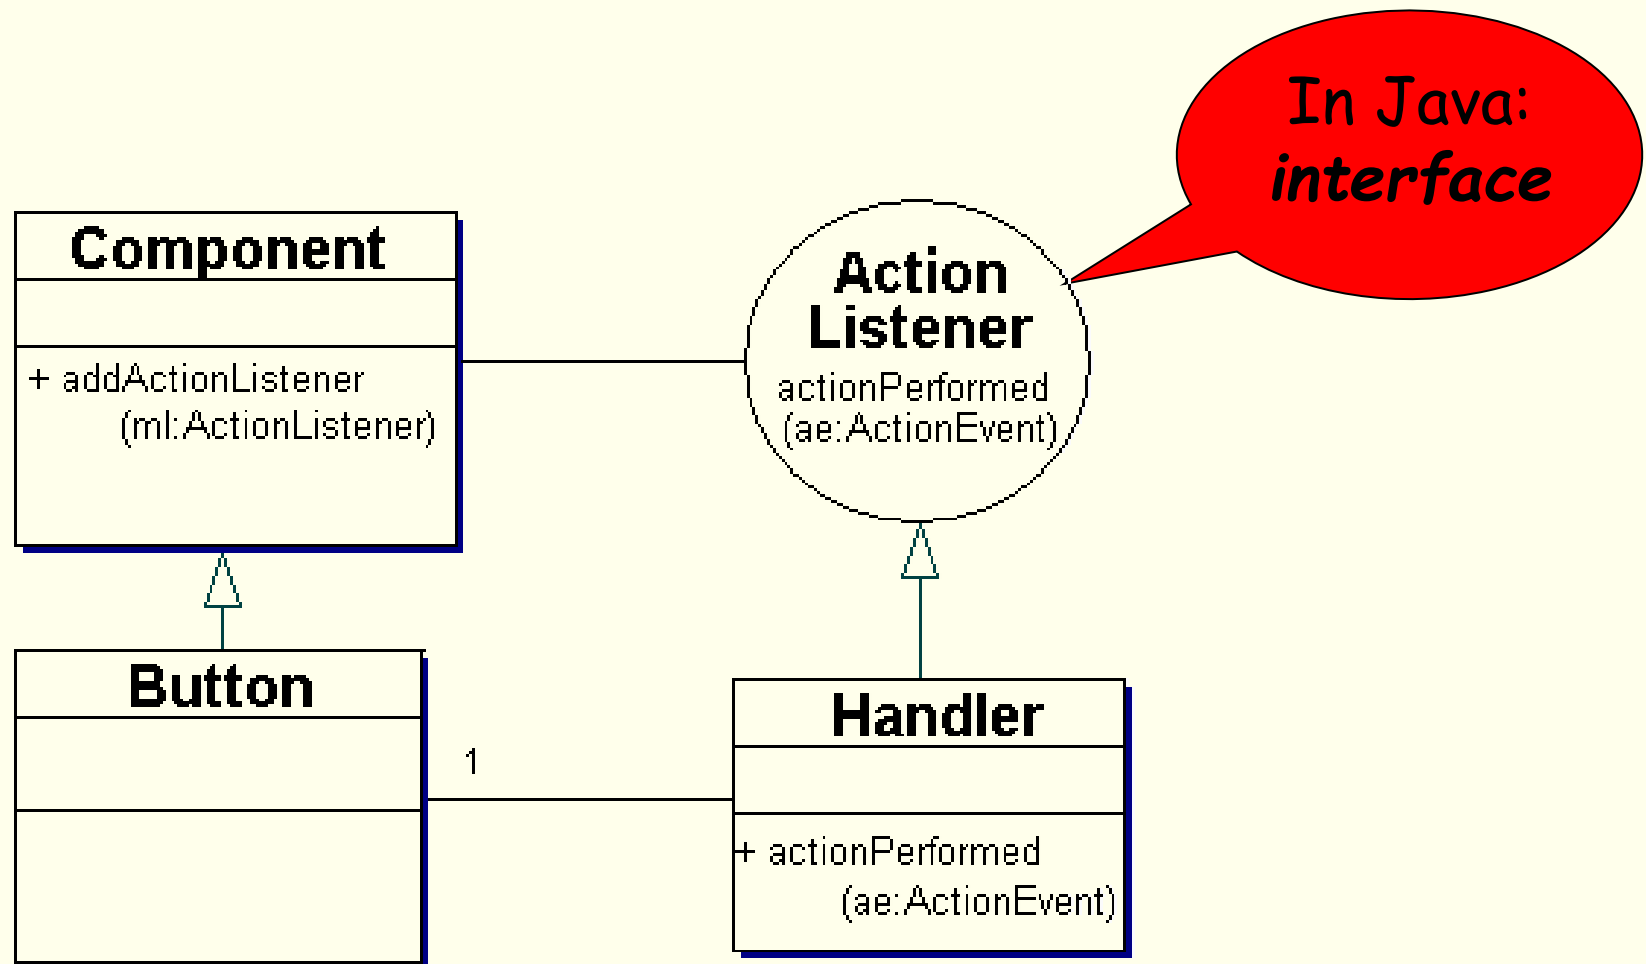 In Java:
interface
Component
+ addActionListener
(ml:ActionListener)
Action
Listener
actionPerformed
(ae:ActionEvent)
Button
1
Handler
+ actionPerformed
(ae:ActionEvent)